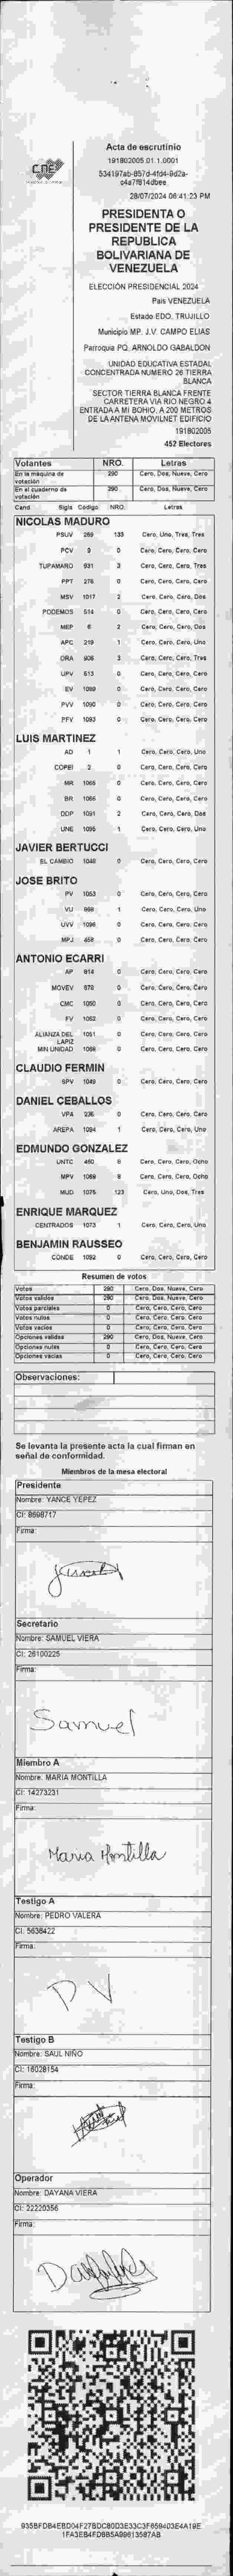 Acta de escrutinio
191802005.01.1.0001
534197ab-857d-4fd4-9d2a-
c4a7f814dbee
28/07/2024 06:41:23 PM
CNE
PRESIDENTA O
PRESIDENTE DE LA
REPUBLICA
BOLIVARIANA DE
VENEZUELA
ELECCIÓN PRESIDENCIAL 2024
País VENEZUELA
Estado EDO. TRUJILLO
Municipio MP. J.V. CAMPO ELIAS
Parroquia PQ. ARNOLDO GABALDON
UNIDAD EDUCATIVA ESTADAL
CONCENTRADA NUMERO 26 TIERRA
BLANCA
SECTOR TIERRA BLANCA FRENTE
CARRETERA VIA RIO NEGRO A
ENTRADA A MI BOHIO, A 200 METROS
DE LA ANTENA MOVILNET EDIFICIO
191802005
452 Electores
Votantes NRO. Letras
En la máquina de votación 290 Cero, Dos, Nueve, Cero
En el cuaderno de votación 290 Cero, Dos, Nueve, Cero
Cand. Sigla Código NRO. Letras
NICOLAS MADURO
PSUV 269 133 Cero, Uno, Tres, Tres
PCV 9 0 Cero, Cero, Cero, Cero
TUPAMARO 931 3 Cero, Cero, Cero, Tres
PPT 276 0 Cero, Cero, Cero, Cero
MSV 1017 2 Cero, Cero, Cero, Dos
PODEMOS 514 0 Cero, Cero, Cero, Cero
MEP 6 2 Cero, Cero, Cero, Dos
APC 219 1 Cero, Cero, Cero, Uno
ORA 906 3 Cero, Cero, Cero, Tres
UPV 513 0 Cero, Cero, Cero, Cero
EV 1089 0 Cero, Cero, Cero, Cero
PVV 1090 0 Cero, Cero, Cero, Cero
PFV 1093 0 Cero, Cero, Cero, Cero
LUIS MARTINEZ
AD 1 1 Cero, Cero, Cero, Uno
COPEI 2 0 Cero, Cero, Cero, Cero
MR 1065 0 Cero, Cero, Cero, Cero
BR 1066 0 Cero, Cero, Cero, Cero
DDP 1091 2 Cero, Cero, Cero, Dos
UNE 1095 1 Cero, Cero, Cero, Uno
JAVIER BERTUCCI
EL CAMBIO 1048 0 Cero, Cero, Cero, Cero
JOSE BRITO
PV 1053 0 Cero, Cero, Cero, Cero
VU 998 1 Cero, Cero, Cero, Uno
UVV 1096 0 Cero, Cero, Cero, Cero
MPJ 458 0 Cero, Cero, Cero, Cero
ANTONIO ECARRI
AP 814 0 Cero, Cero, Cero, Cero
MOVEV 678 0 Cero, Cero, Cero, Cero
CMC 1050 0 Cero, Cero, Cero, Cero
FV 1052 0 Cero, Cero, Cero, Cero
ALIANZA DEL LAPIZ 1051 0 Cero, Cero, Cero, Cero
MIN UNIDAD 1068 0 Cero, Cero, Cero, Cero
CLAUDIO FERMIN
SPV 1049 0 Cero, Cero, Cero, Cero
DANIEL CEBALLOS
VPA 236 0 Cero, Cero, Cero, Cero
AREPA 1094 1 Cero, Cero, Cero, Uno
EDMUNDO GONZALEZ
UNTC 460 8 Cero, Cero, Cero, Ocho
MPV 1069 8 Cero, Cero, Cero, Ocho
MUD 1075 123 Cero, Uno, Dos, Tres
ENRIQUE MARQUEZ
CENTRADOS 1073 1 Cero, Cero, Cero, Uno
BENJAMIN RAUSSEO
CONDE 1092 0 Cero, Cero, Cero, Cero
Resumen de votos
Votos 290 Cero, Dos, Nueve, Cero
Votos válidos 290 Cero, Dos, Nueve, Cero
Votos parciales 0 Cero, Cero, Cero, Cero
Votos nulos 0 Cero, Cero, Cero, Cero
Votos vacíos 0 Cero, Cero, Cero, Cero
Opciones válidas 290 Cero, Dos, Nueve, Cero
Opciones nulas 0 Cero, Cero, Cero, Cero
Opciones vacías 0 Cero, Cero, Cero, Cero
Observaciones:
Se levanta la presente acta la cual firman en
señal de conformidad.
Miembros de la mesa electoral
Presidente
Nombre: YANCE YEPEZ
CI: 8698717
Firma:
Secretario
Nombre: SAMUEL VIERA
CI: 26100225
Firma:
Samuel
Miembro A
Nombre: MARIA MONTILLA
CI: 14273231
Firma:
Maria Montilla
Testigo A
Nombre: PEDRO VALERA
CI: 5636422
Firma:
PV
Testigo B
Nombre: SAUL NIÑO
CI: 16028154
Firma:
Operador
Nombre: DAYANA VIERA
CI: 22220356
Firma:
935BFDB4EBD04F27BDC80D3E33C3F659403E4A19E
1FA3EB4FD8B5A99613587AB